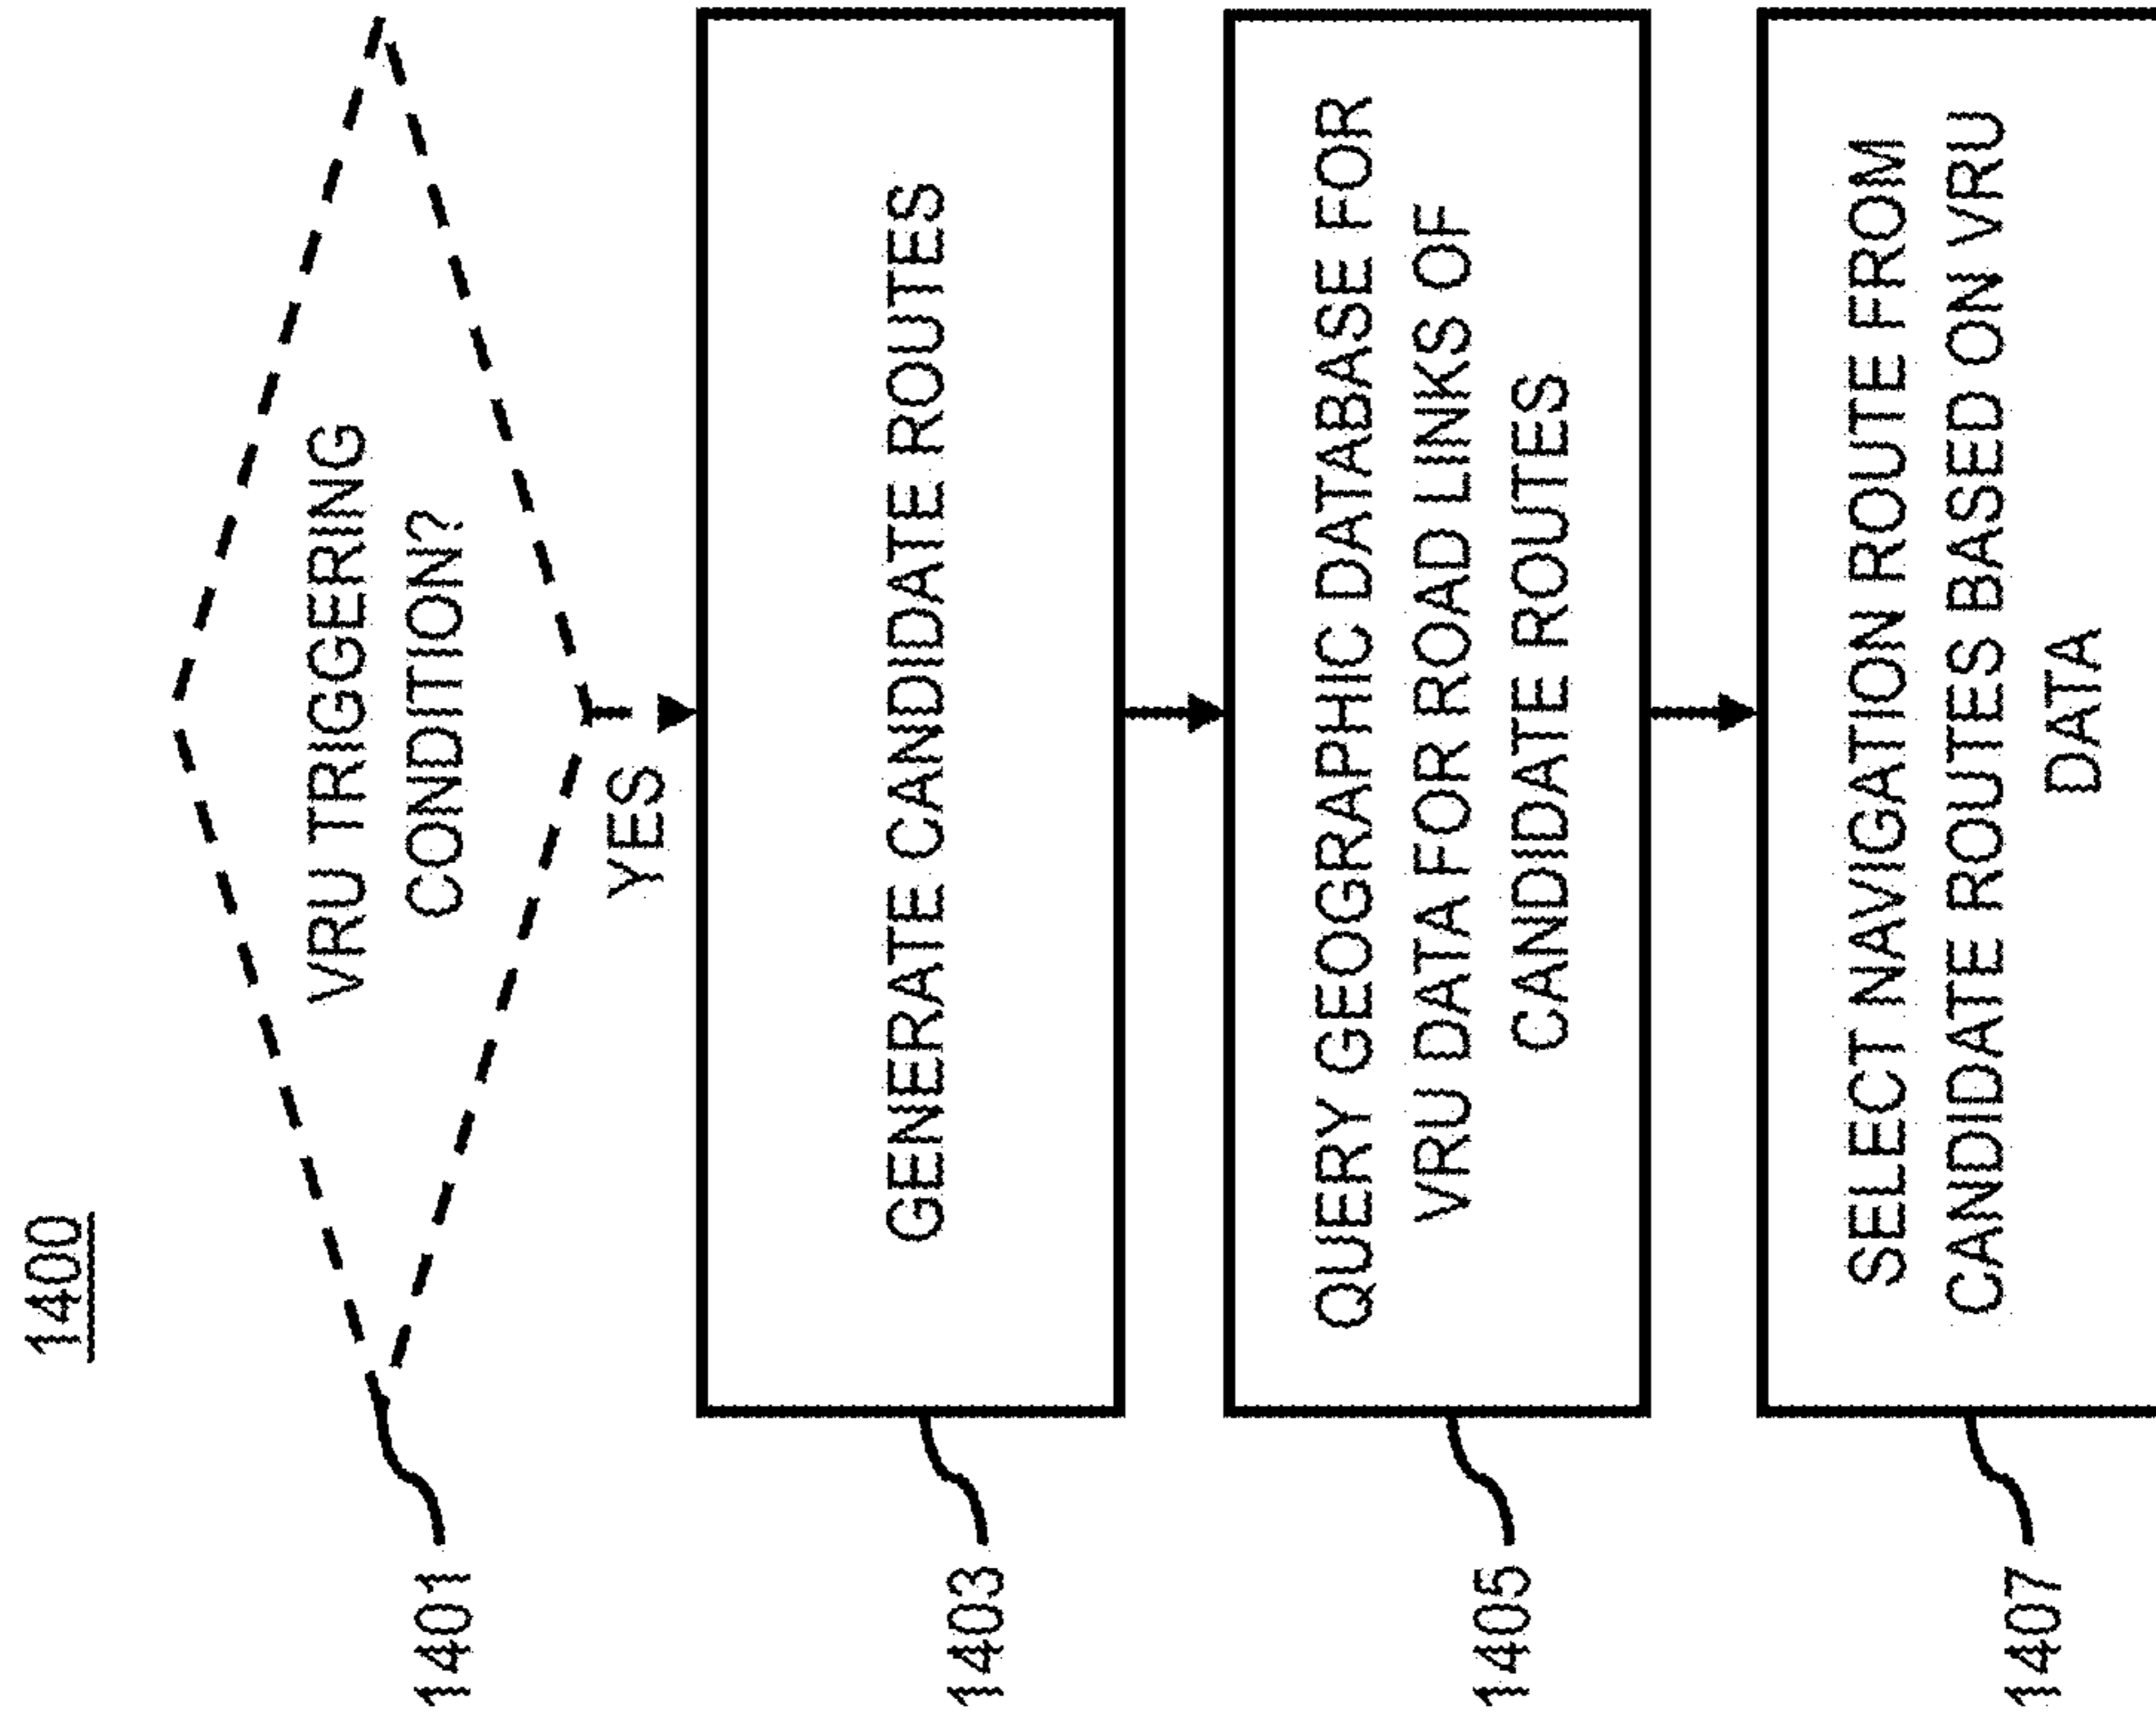 1400
VRU TRIGGERING
CONDITION?
1401
YES
GENERATE CANDIDATE ROUTES
1403
QUERY GEOGRAPHIC DATABASE FOR
VRU DATA FOR ROAD LINKS OF
CANDIDATE ROUTES
1405
SELECT NAVIGATION ROUTE FROM
CANDIDATE ROUTES BASED ON VRU
DATA
1407